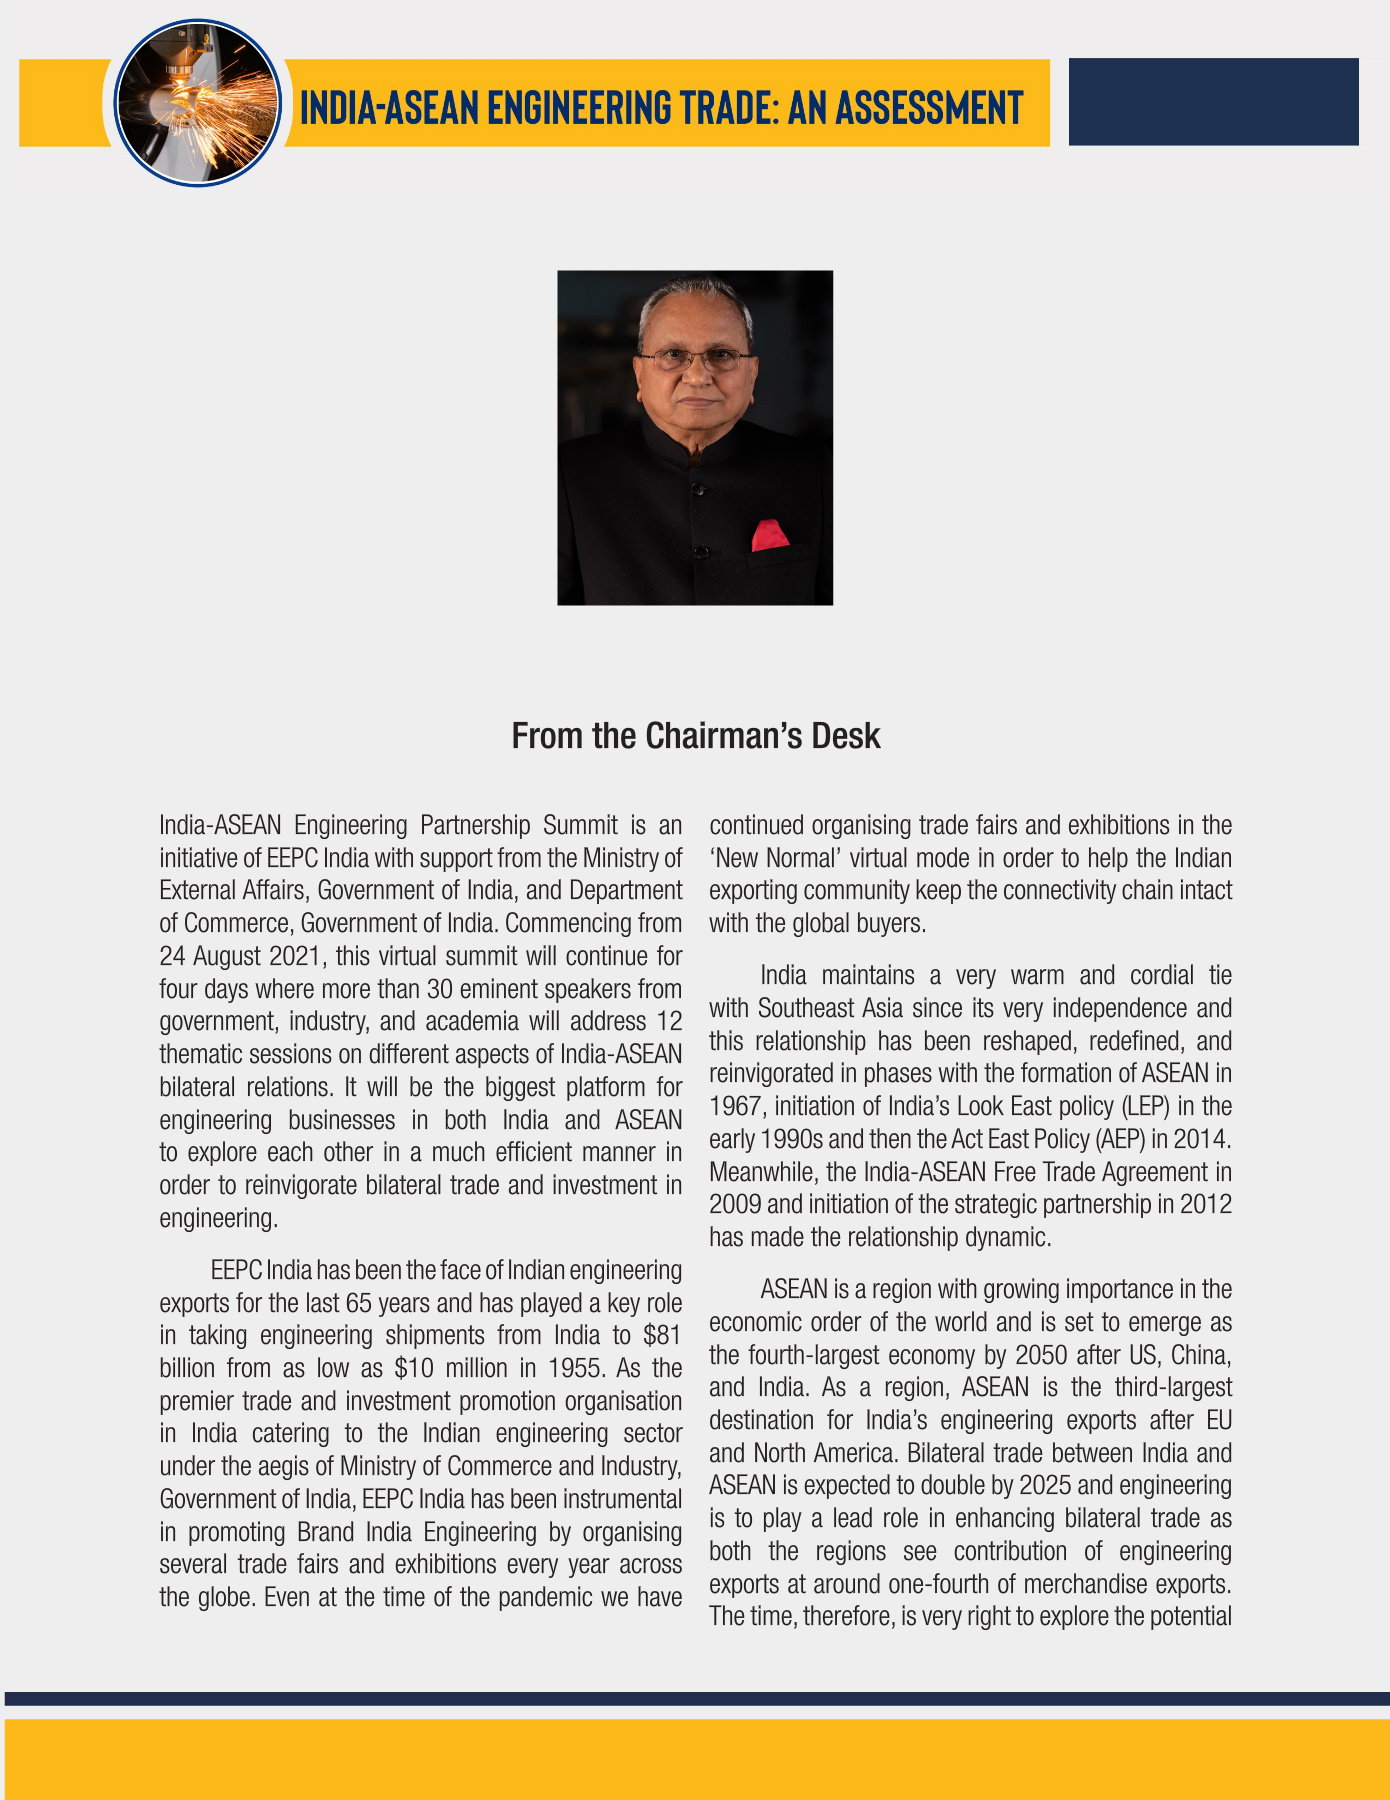 INDIA-ASEAN ENGINEERING TRADE: AN ASSESSMENT
From the Chairman's Desk
India-ASEAN Engineering Partnership Summit is an
initiative of EEPC India with support from the Ministry of
External Affairs, Government of India, and Department
of Commerce, Government of India. Commencing from
24 August 2021, this virtual summit will continue for
four days where more than 30 eminent speakers from
government, industry, and academia will address 12
thematic sessions on different aspects of India-ASEAN
bilateral relations. It will be the biggest platform for
engineering businesses in both India and ASEAN
to explore each other in a much efficient manner in
order to reinvigorate bilateral trade and investment in
engineering.
EEPC India has been the face of Indian engineering
exports for the last 65 years and has played a key role
in taking engineering shipments from India to $81
billion from as low as $10 million in 1955. As the
premier trade and investment promotion organisation
in India catering to the Indian engineering sector
under the aegis of Ministry of Commerce and Industry,
Government of India, EEPC India has been instrumental
in promoting Brand India Engineering by organising
several trade fairs and exhibitions every year across
the globe. Even at the time of the pandemic we have
continued organising trade fairs and exhibitions in the
‘New Normal’ virtual mode in order to help the Indian
exporting community keep the connectivity chain intact
with the global buyers.
India maintains a very warm and cordial tie
with Southeast Asia since its very independence and
this relationship has been reshaped, redefined, and
reinvigorated in phases with the formation of ASEAN in
1967, initiation of India’s Look East policy (LEP) in the
early 1990s and then the Act East Policy (AEP) in 2014.
Meanwhile, the India-ASEAN Free Trade Agreement in
2009 and initiation of the strategic partnership in 2012
has made the relationship dynamic.
ASEAN is a region with growing importance in the
economic order of the world and is set to emerge as
the fourth-largest economy by 2050 after US, China,
and India. As a region, ASEAN is the third-largest
destination for India’s engineering exports after EU
and North America. Bilateral trade between India and
ASEAN is expected to double by 2025 and engineering
is to play a lead role in enhancing bilateral trade as
both the regions see contribution of engineering
exports at around one-fourth of merchandise exports.
The time, therefore, is very right to explore the potential